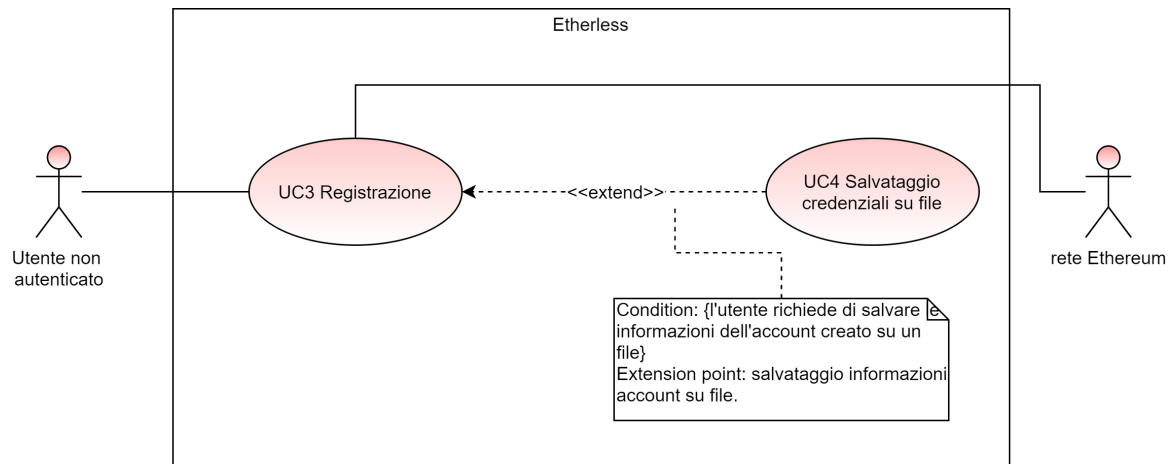 Etherless
UC3 Registrazione
<<extend>>
UC4 Salvataggio
credenziali su file
Utente non
autenticato
rete Ethereum
Condition: {l'utente richiede di salvare e
informazioni dell'account creato su un
file}
Extension point: salvataggio informazioni
account su file.